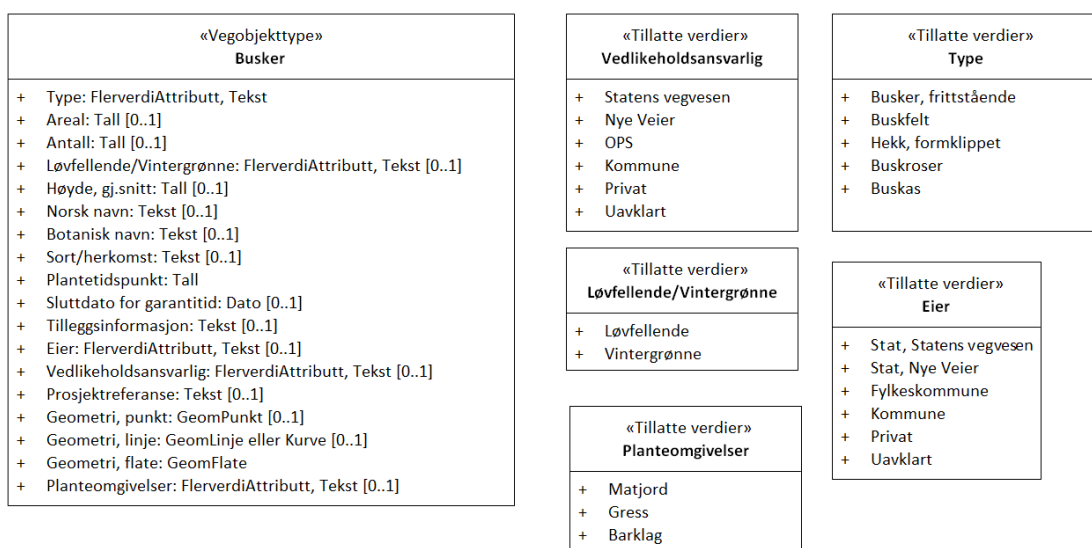 «Vegobjekttype»
Busker
+ Type: FlerverdiAttributt, Tekst
+ Areal: Tall [0..1]
+ Antall: Tall [0..1]
+ Løvfellende/Vintergrønne: FlerverdiAttributt, Tekst [0..1]
+ Høyde, gj.snitt: Tall [0..1]
+ Norsk navn: Tekst [0..1]
+ Botanisk navn: Tekst [0..1]
+ Sort/herkomst: Tekst [0..1]
+ Plantetidspunkt: Tall
+ Sluttdato for garantitid: Dato [0..1]
+ Tilleggsinformasjon: Tekst [0..1]
+ Eier: FlerverdiAttributt, Tekst [0..1]
+ Vedlikeholdsansvarlig: FlerverdiAttributt, Tekst [0..1]
+ Prosjektreferanse: Tekst [0..1]
+ Geometri, punkt: GeomPunkt [0..1]
+ Geometri, linje: GeomLinje eller Kurve [0..1]
+ Geometri, flate: GeomFlate
+ Planteomgivelser: FlerverdiAttributt, Tekst [0..1]
«Tillatte verdier»
Vedlikeholdsansvarlig
+ Statens vegvesen
+ Nye Veier
+ OPS
+ Kommune
+ Privat
+ Uavklart
«Tillatte verdier»
Type
+ Busker, frittstående
+ Buskfelt
+ Hekk, formklippet
+ Buskroser
+ Buskas
«Tillatte verdier»
Løvfellende/Vintergrønne
+ Løvfellende
+ Vintergrønne
«Tillatte verdier»
Eier
+ Stat, Statens vegvesen
+ Stat, Nye Veier
+ Fylkeskommune
+ Kommune
+ Privat
+ Uavklart
«Tillatte verdier»
Planteomgivelser
+ Matjord
+ Gress
+ Barklag